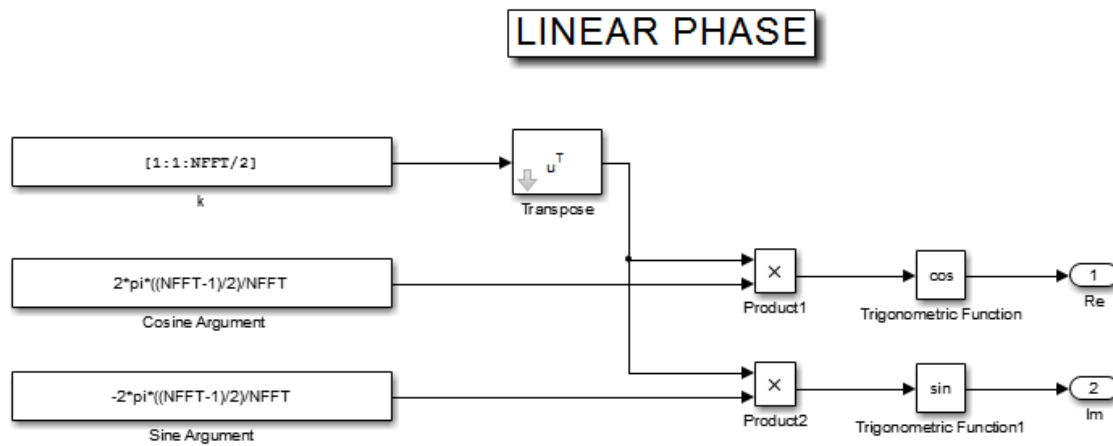 LINEAR PHASE
[1:1:NFFT/2]
k
uT
Transpose
2*pi*((NFFT-1)/2)/NFFT
Cosine Argument
×
Product1
cos
Trigonometric Function
1
Re
-2*pi*((NFFT-1)/2)/NFFT
Sine Argument
×
Product2
sin
Trigonometric Function1
2
Im